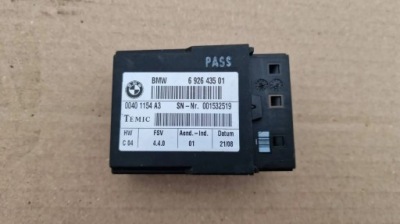 PASS
BMW 6 926 435 01
0040 1154 A3 SN-Nr. 001532519
TEMIC
HW FSV Aend.-Ind. Datum
C 04 4.4.0 01 21/08